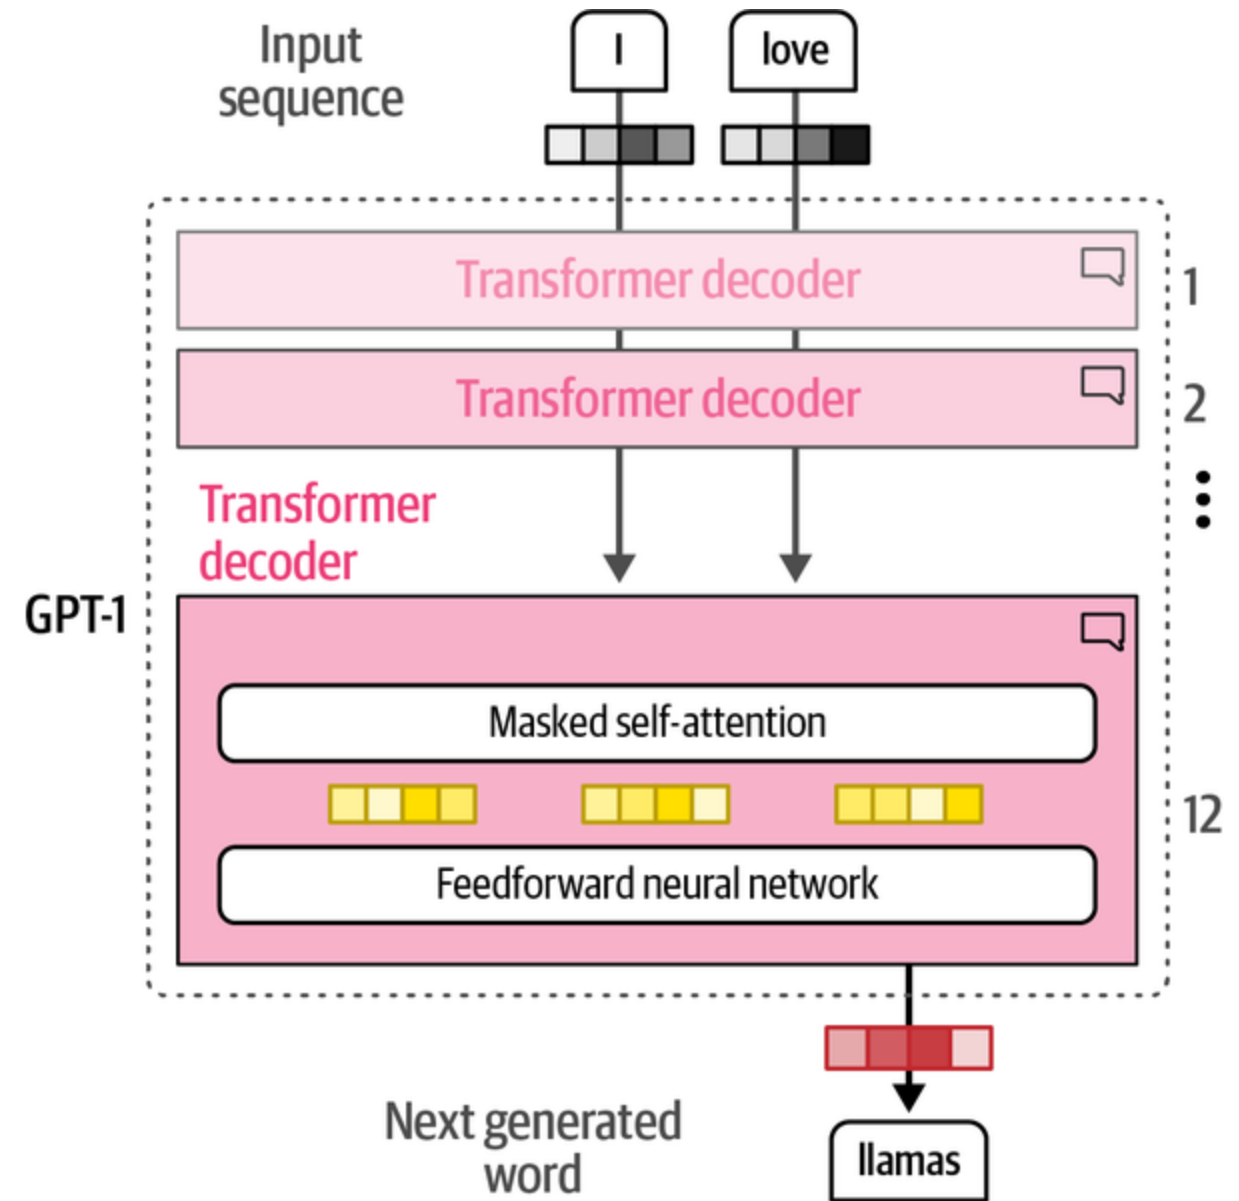 Input
sequence
I
love
Transformer decoder
1
Transformer decoder
2
Transformer
decoder
GPT-1
Masked self-attention
12
Feedforward neural network
Next generated
word
llamas